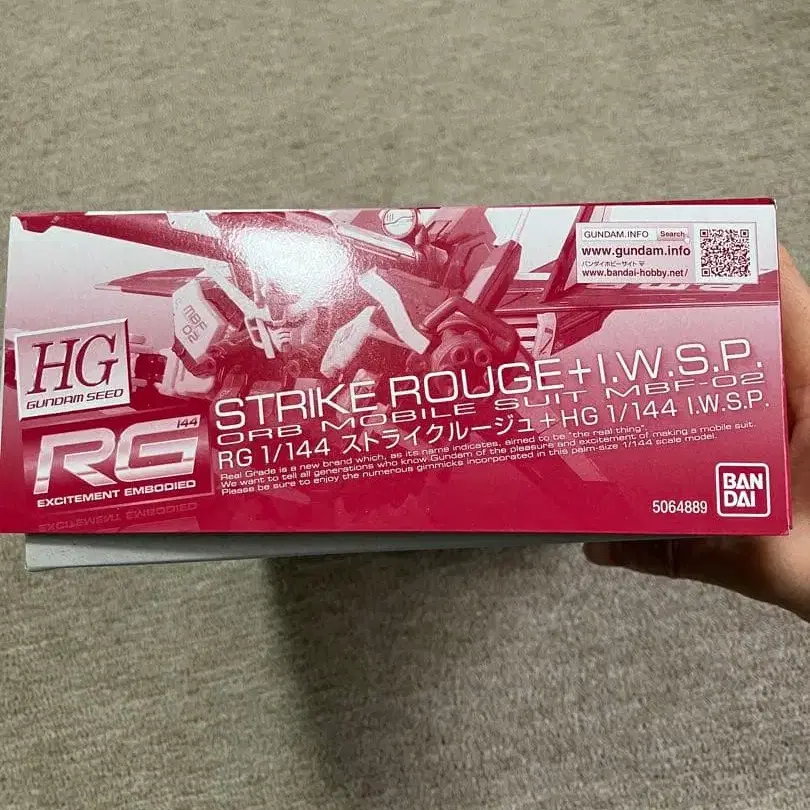 GUNDAM.INFO Search
www.gundam.info
バンダイホビーサイト
www.bandai-hobby.net/
MBF
02
HG
GUNDAM SEED
144
RG
EXCITEMENT EMBODIED
STRIKE ROUGE+I.W.S.P.
ORB MOBILE SUIT MBF-02
RG 1/144 ストライクルージュ+HG 1/144 I.W.S.P.
Real Grade is a new brand which, as its name indicates, aimed to be "the real thing".
We want to tell all generations who know Gundam of the pleasure and excitement of making a mobile suit.
Please be sure to enjoy the numerous gimmicks incorporated in this palm-size 1/144 scale model.
5064889
BAN
DAI